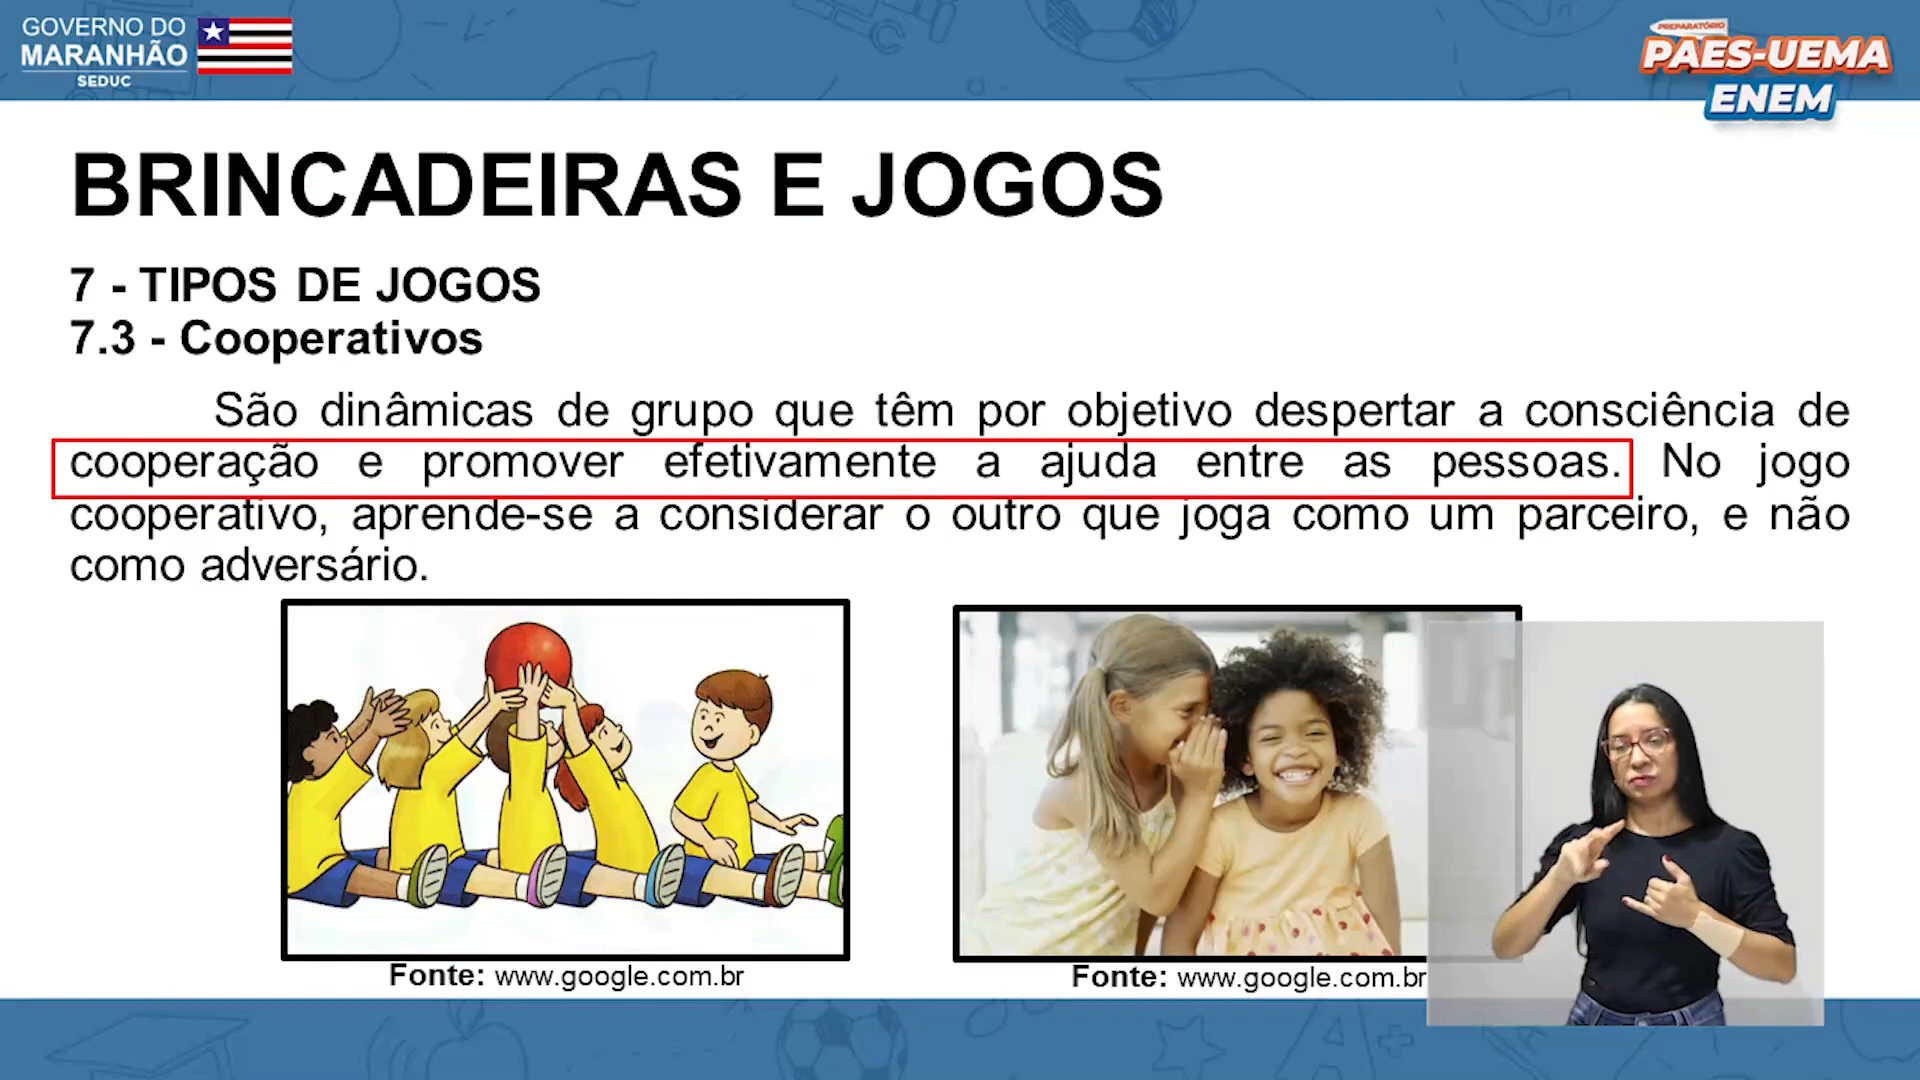 GOVERNO DO
MARANHÃO
SEDUC
PREPARATÓRIO
PAES-UEMA
ENEM
BRINCADEIRAS E JOGOS
7 - TIPOS DE JOGOS
7.3 - Cooperativos
São dinâmicas de grupo que têm por objetivo despertar a consciência de
cooperação e promover efetivamente a ajuda entre as pessoas. No jogo
cooperativo, aprende-se a considerar o outro que joga como um parceiro, e não
como adversário.
Fonte: www.google.com.br
Fonte: www.google.com.br